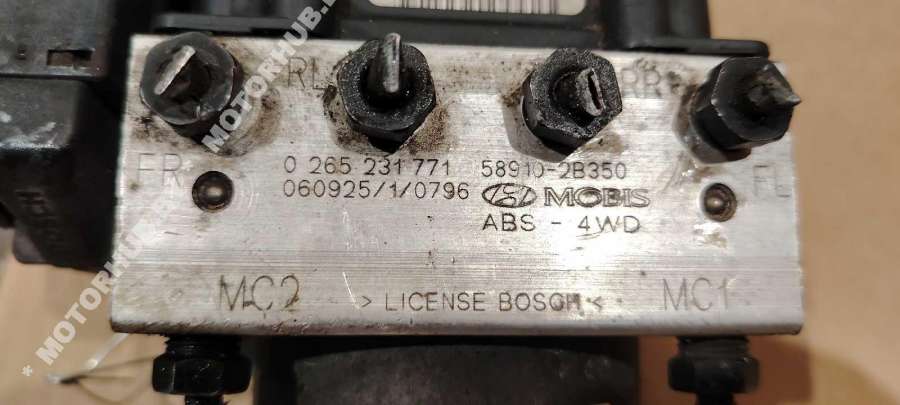 RL RR
FR FL
0 265 231 771 58910-2B350
060925/1/0796 MOBIS
ABS - 4WD
MC2 > LICENSE BOSCH < MC1
* MOTORHUB.
* MOTORHUB.